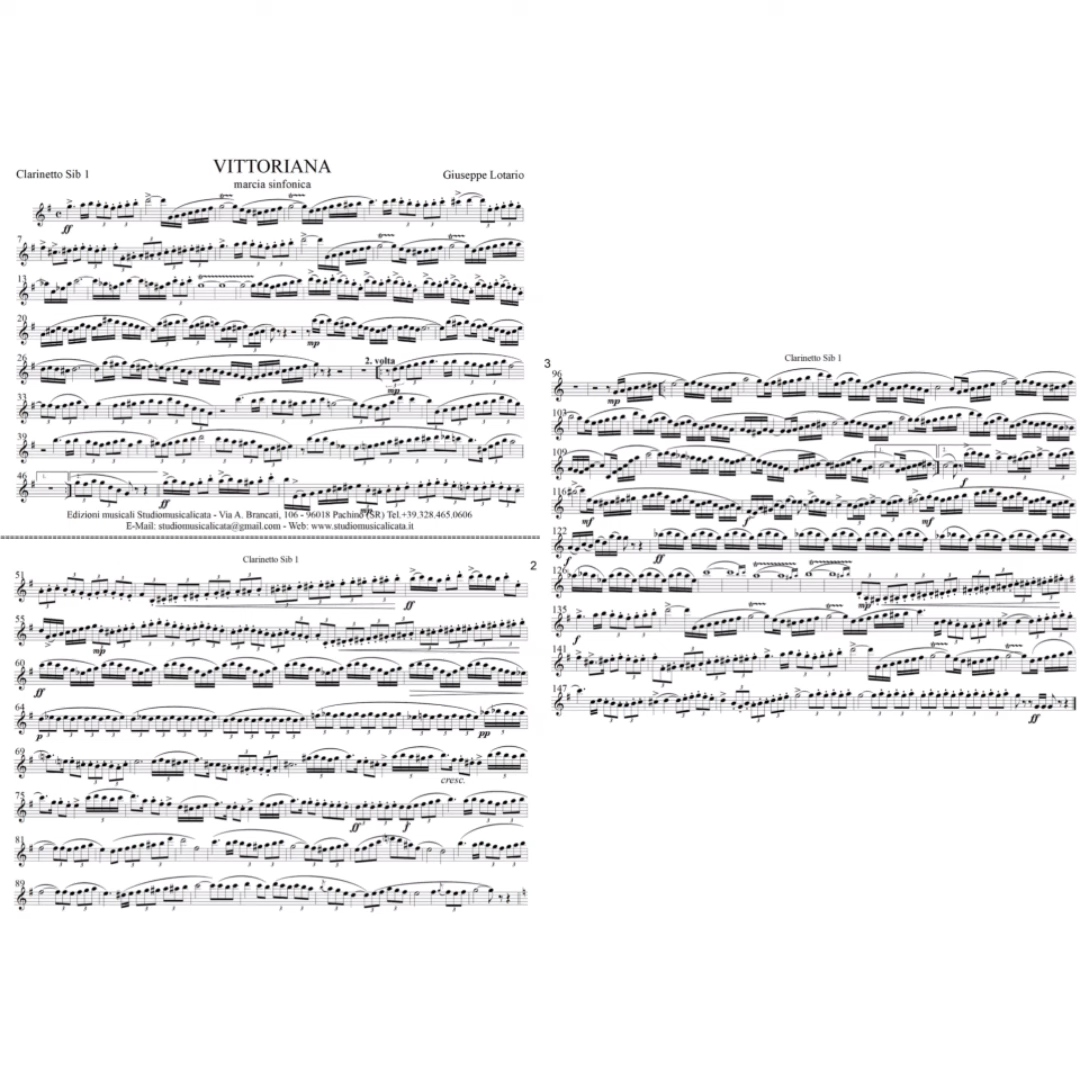 VITTORIANA
Clarinetto Sib 1
marcia sinfonica
Giuseppe Lotario
ff
7
13
20
mp
26
2. volta
mp
33
39
46
ff
mp
Edizioni musicali Studiomusicalicata - Via A. Brancati, 106 - 96018 Pachino (SR) Tel.+39.328.465.0606
E-Mail: studiomusicalicata@gmail.com - Web: www.studiomusicalicata.it
Clarinetto Sib 1
2
51
ff
55
mp
60
ff
64
p
pp
69
cresc.
75
ff
f
81
89
Clarinetto Sib 1
3
96
mp
103
109
f
116
mf
f
mf
122
f
ff
126
mp
135
f
141
147
ff